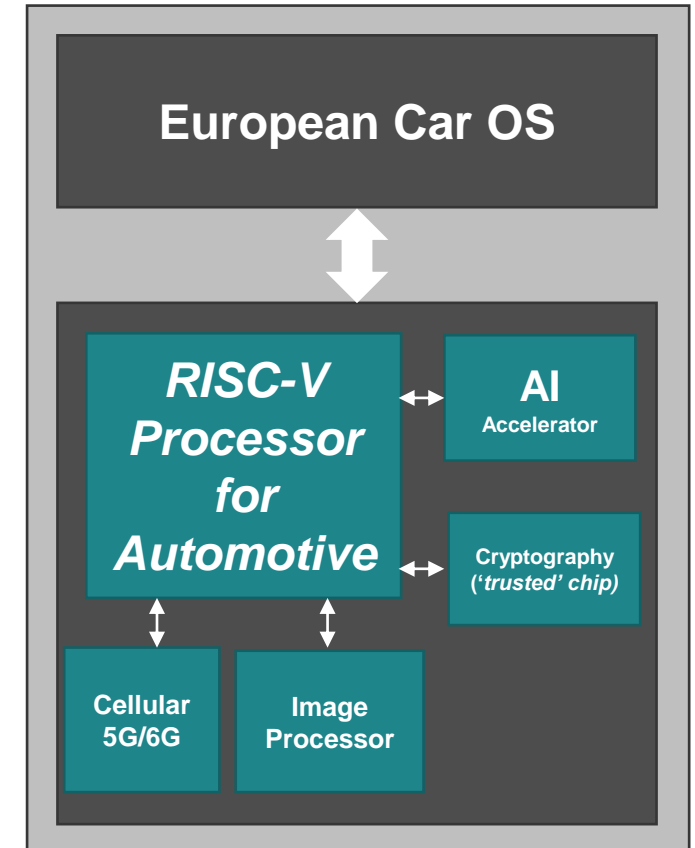 European Car OS
RISC-V
Processor
for
Automotive
AI
Accelerator
Cryptography
(‘trusted’ chip)
Cellular
5G/6G
Image
Processor